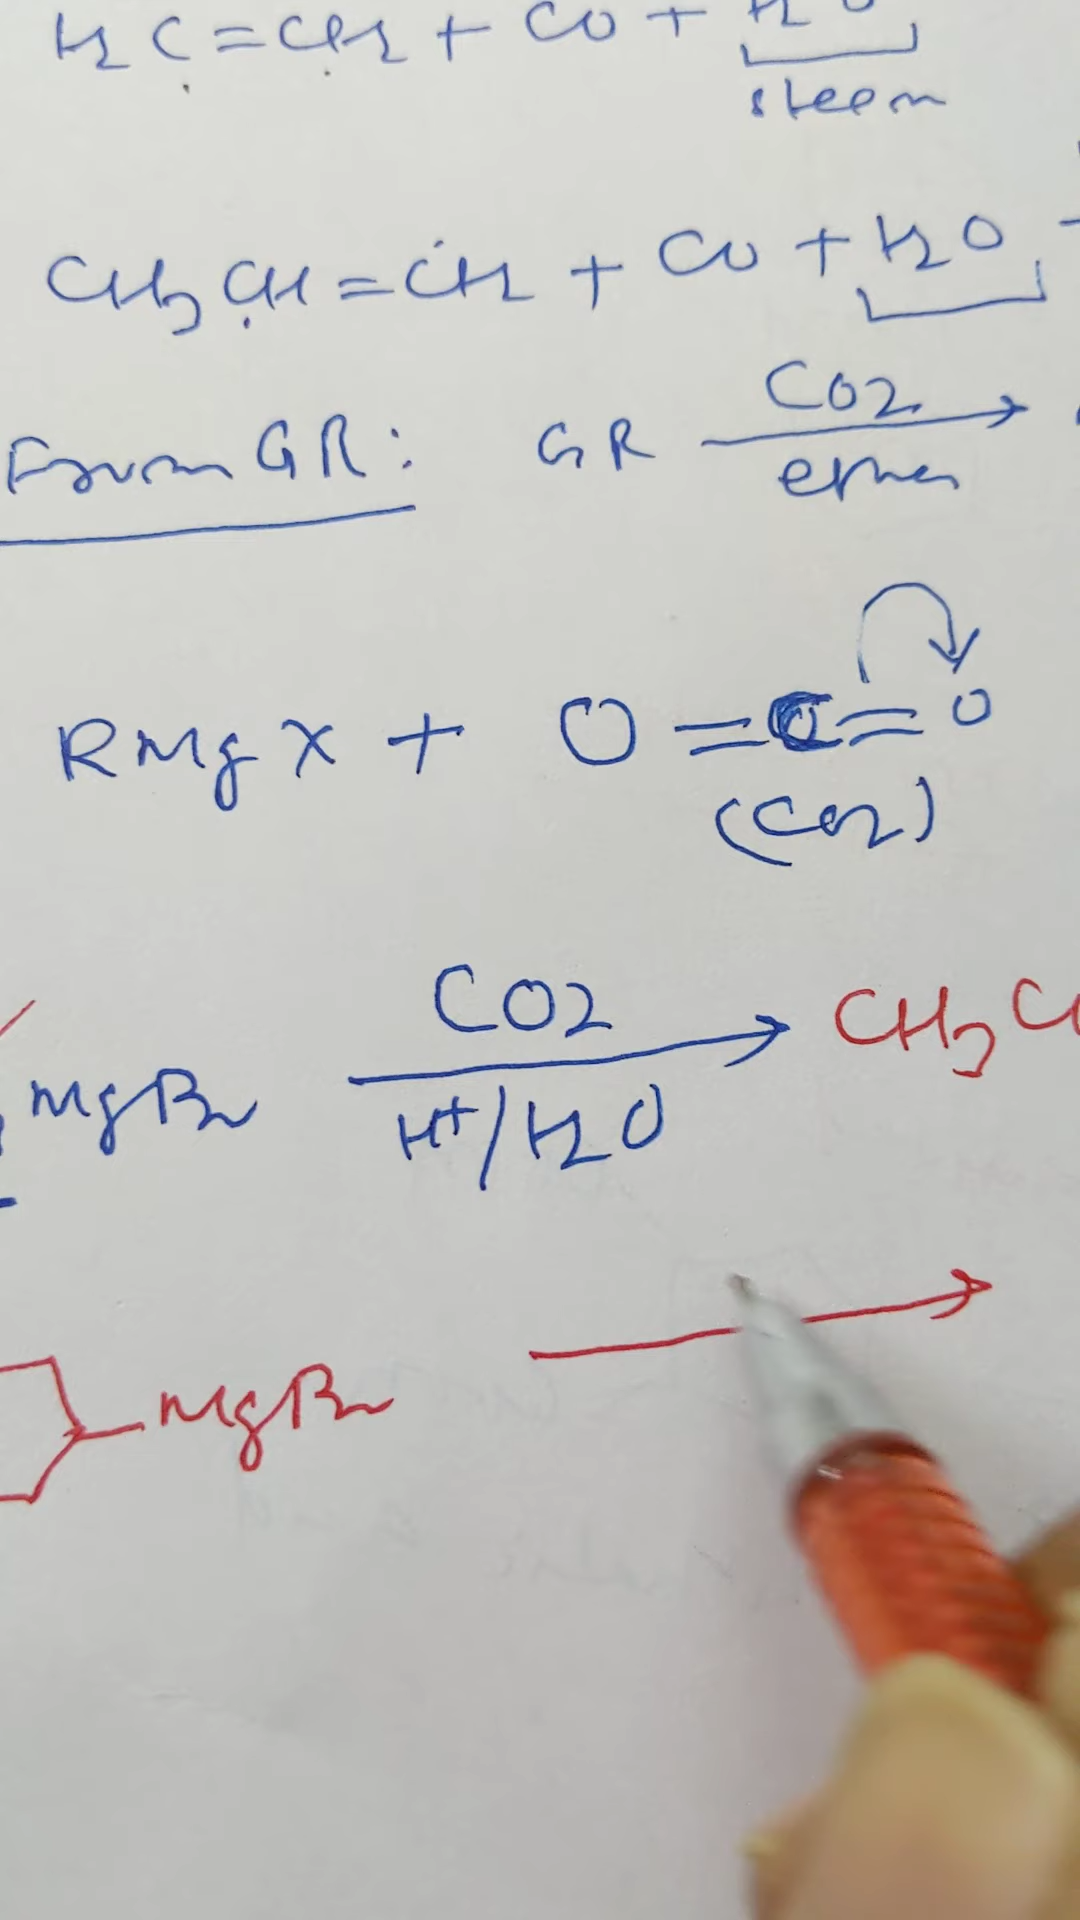 H2C=CH2 + CO + H2O
steem
CH3CH=CH2 + CO + H2O +
From GR: GR CO2 ether
RMgX + O=C=O
(CO2)
MgBr CO2 H+/H2O CH3C
MgBr